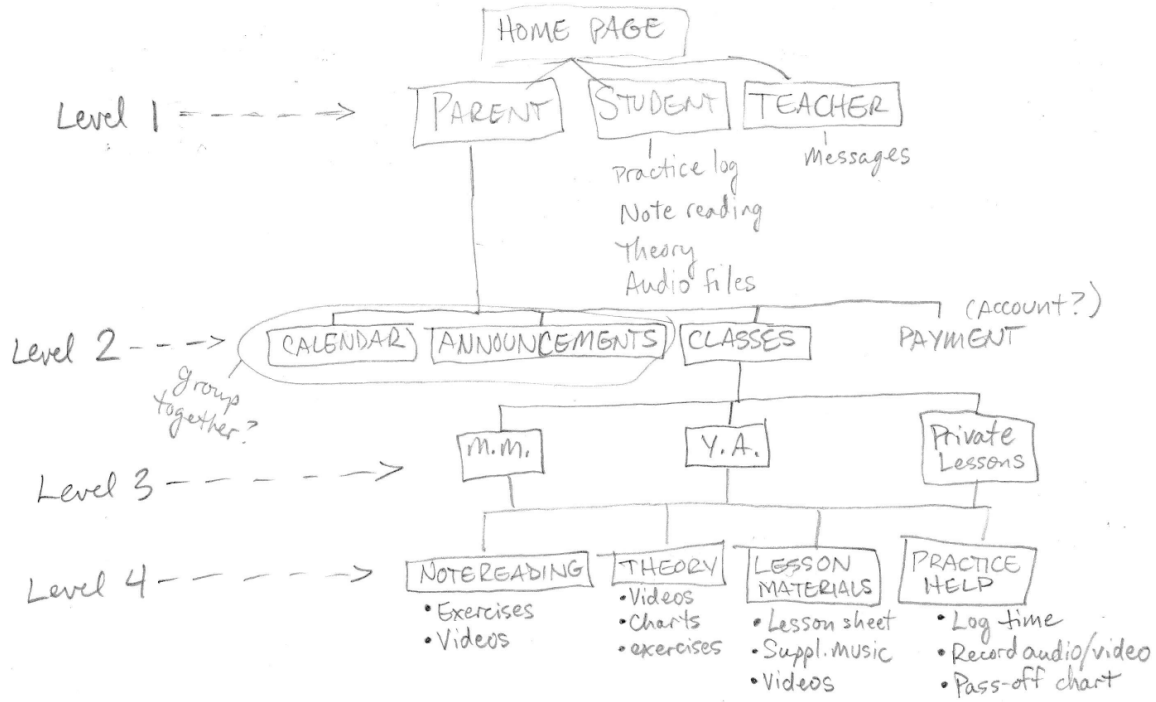 HOME PAGE
Level 1
PARENT
STUDENT
TEACHER
Practice log
Note reading
Theory
Audio files
Messages
Level 2
CALENDAR
ANNOUNCEMENTS
CLASSES
(Account?)
PAYMENT
group
together?
Level 3
M.M.
Y.A.
Private
Lessons
Level 4
NOTEREADING
• Exercises
• Videos
THEORY
• Videos
• Charts
• exercises
LESSON
MATERIALS
• Lesson sheet
• Suppl. Music
• Videos
PRACTICE
HELP
• Log time
• Record audio/video
• Pass-off chart